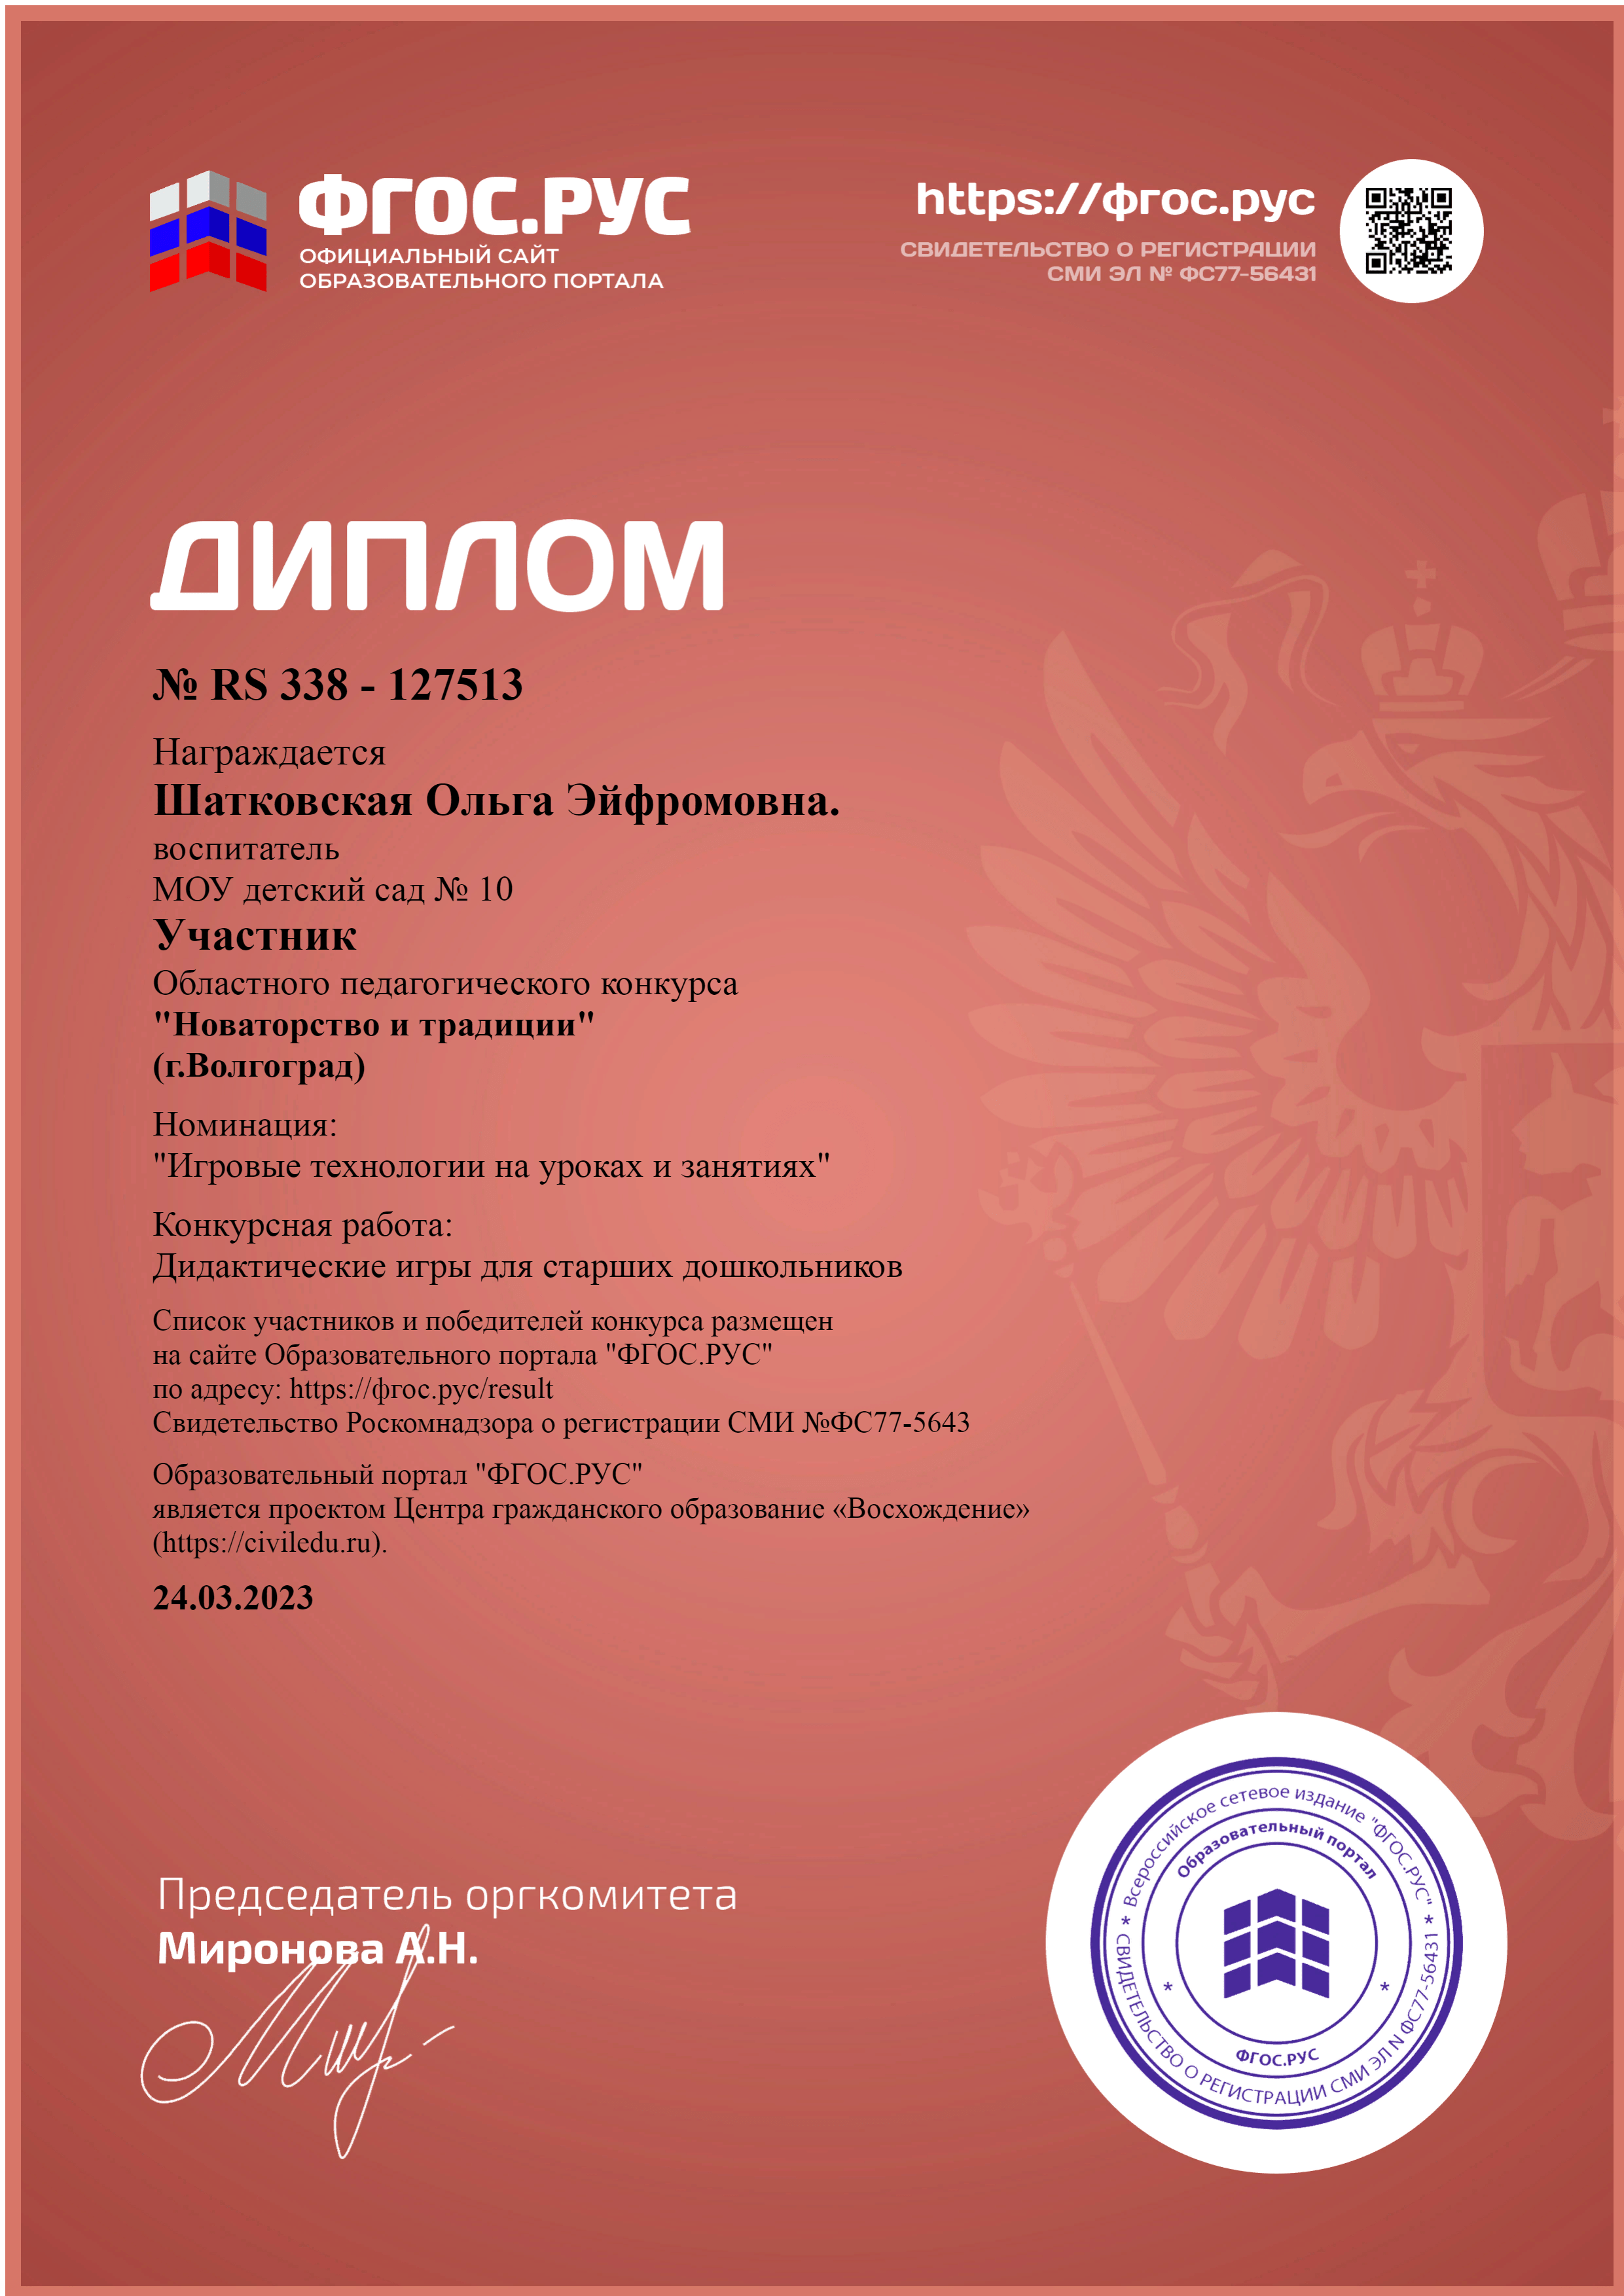 ФГОС.РУС
ОФИЦИАЛЬНЫЙ САЙТ
ОБРАЗОВАТЕЛЬНОГО ПОРТАЛА
https://фгос.рус
СВИДЕТЕЛЬСТВО О РЕГИСТРАЦИИ
СМИ ЭЛ № ФС77-56431
ДИПЛОМ
№ RS 338 - 127513
Награждается
Шатковская Ольга Эйфромовна.
воспитатель
МОУ детский сад № 10
Участник
Областного педагогического конкурса
"Новаторство и традиции"
(г.Волгоград)
Номинация:
"Игровые технологии на уроках и занятиях"
Конкурсная работа:
Дидактические игры для старших дошкольников
Список участников и победителей конкурса размещен
на сайте Образовательного портала "ФГОС.РУС"
по адресу: https://фгос.рус/result
Свидетельство Роскомнадзора о регистрации СМИ №ФС77-5643
Образовательный портал "ФГОС.РУС"
является проектом Центра гражданского образование «Восхождение»
(https://civiledu.ru).
24.03.2023
Председатель оргкомитета
Миронова А.Н.
* Всероссийское сетевое издание "ФГОС.РУС" *
СВИДЕТЕЛЬСТВО О РЕГИСТРАЦИИ СМИ ЭЛ N ФС77-56431
Образовательный портал
* ФГОС.РУС *